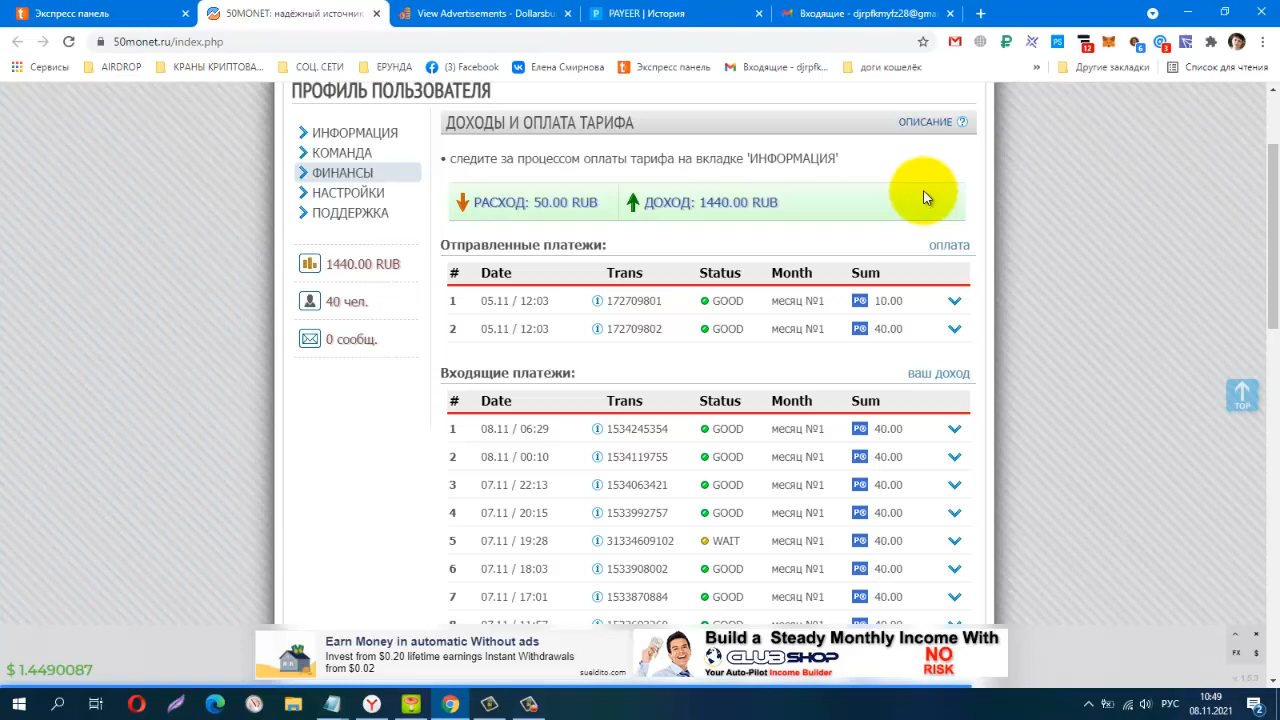 Экспресс панель
50MONET: надёжный источник
View Advertisements - Dollarsbu
PAYEER | История
Входящие - djrpfkmyfz28@gma
50monet.ru/index.php
Сервисы
AIRDROP
КРАНЫ КРИПТОВА...
СОЦ. СЕТИ
ЕРУНДА
(3) Facebook
Елена Смирнова
Экспресс панель
Входящие - djrpfk...
доги кошелёк
»
Другие закладки
Список для чтения
ПРОФИЛЬ ПОЛЬЗОВАТЕЛЯ
ИНФОРМАЦИЯ
КОМАНДА
ФИНАНСЫ
НАСТРОЙКИ
ПОДДЕРЖКА
1440.00 RUB
40 чел.
0 сообщ.
ДОХОДЫ И ОПЛАТА ТАРИФА
ОПИСАНИЕ ?
• следите за процессом оплаты тарифа на вкладке 'ИНФОРМАЦИЯ'
РАСХОД: 50.00 RUB
ДОХОД: 1440.00 RUB
Отправленные платежи: оплата
# Date Trans Status Month Sum
1 05.11 / 12:03 172709801 GOOD месяц №1 10.00
2 05.11 / 12:03 172709802 GOOD месяц №1 40.00
Входящие платежи: ваш доход
# Date Trans Status Month Sum
1 08.11 / 06:29 1534245354 GOOD месяц №1 40.00
2 08.11 / 00:10 1534119755 GOOD месяц №1 40.00
3 07.11 / 22:13 1534063421 GOOD месяц №1 40.00
4 07.11 / 20:15 1533992757 GOOD месяц №1 40.00
5 07.11 / 19:28 31334609102 WAIT месяц №1 40.00
6 07.11 / 18:03 1533908002 GOOD месяц №1 40.00
7 07.11 / 17:01 1533870884 GOOD месяц №1 40.00
TOP
Earn Money in automatic Without ads
Invest from $0.20 lifetime earnings Instant Withdrawals
from $0.02
sueldito.com
Build a Steady Monthly Income With
CLUBSHOP
NO
RISK
Your Auto-Pilot Income Builder
FX $
v 1.5.3
$ 1.4490087
РУС
10:49
08.11.2021
2